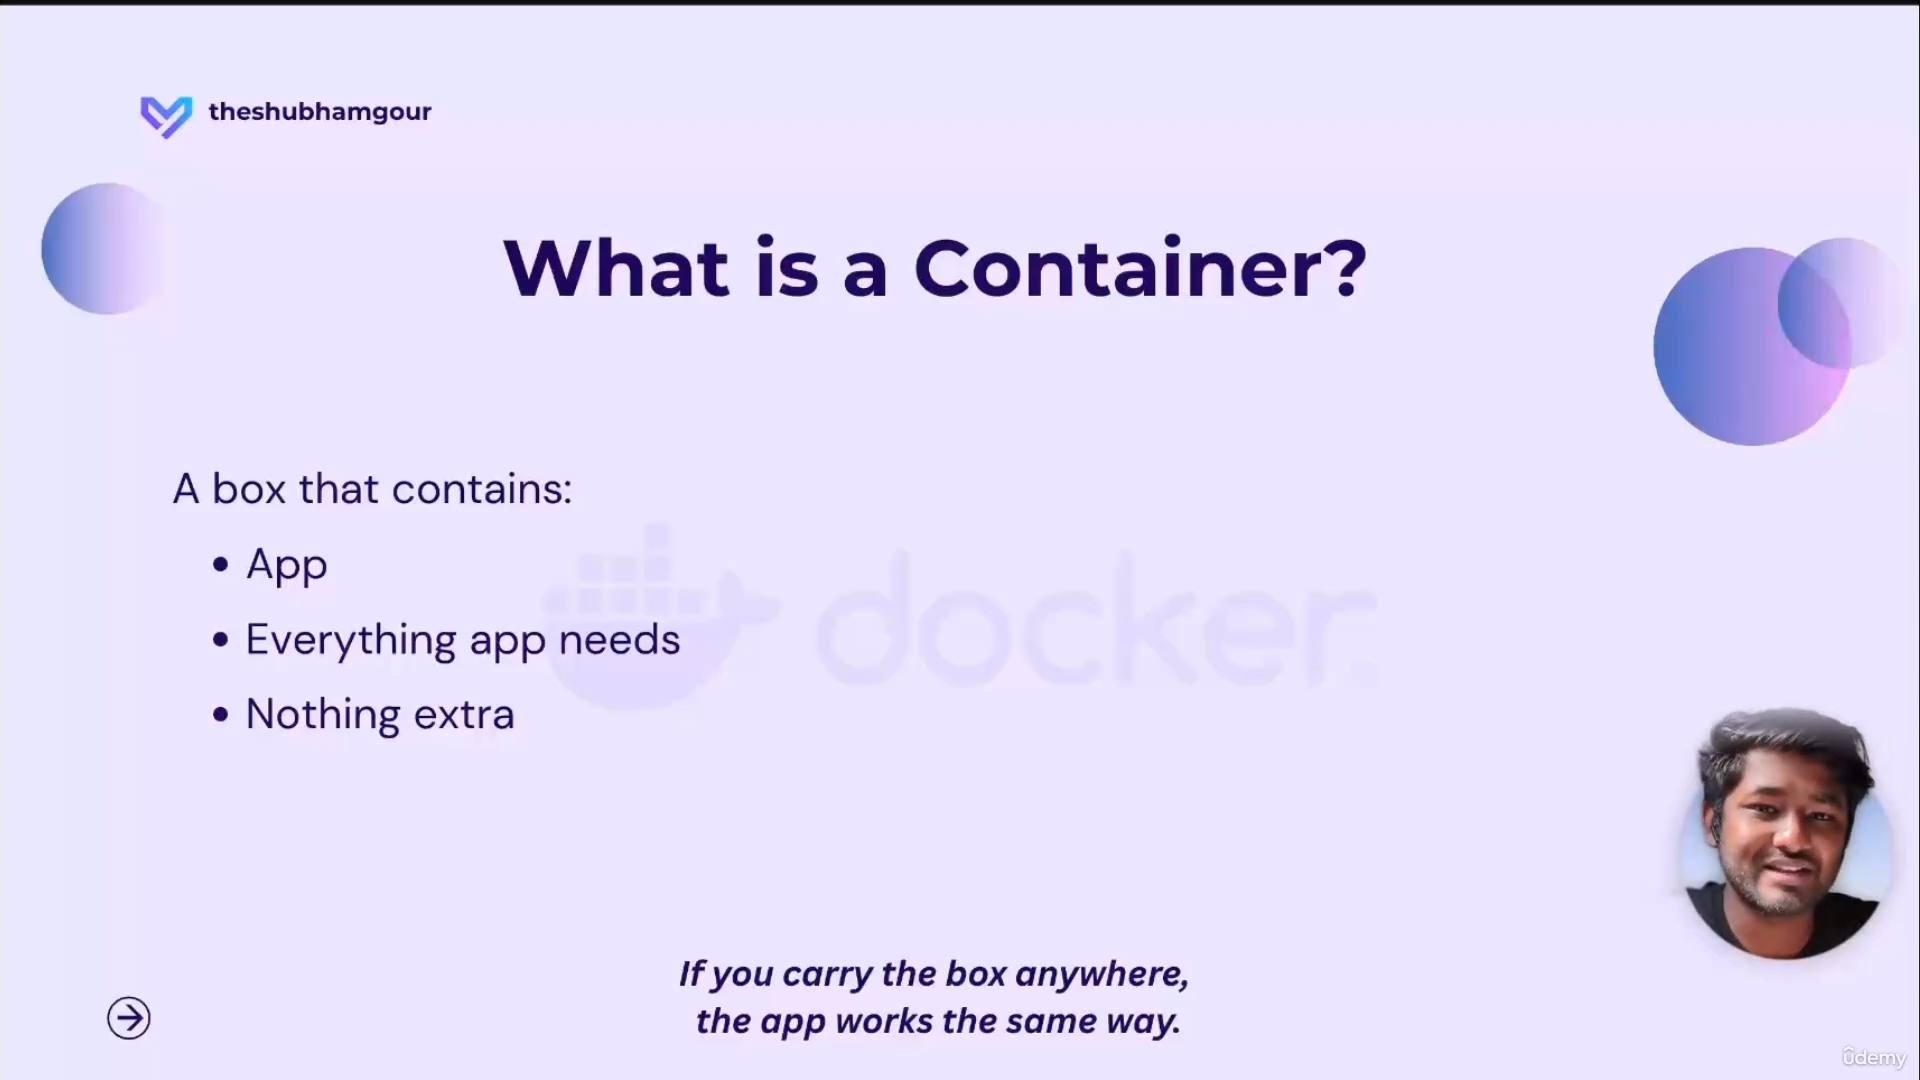 theshubhamgour
What is a Container?
A box that contains:
• App
• Everything app needs
• Nothing extra
docker
If you carry the box anywhere,
the app works the same way.
ûdemy